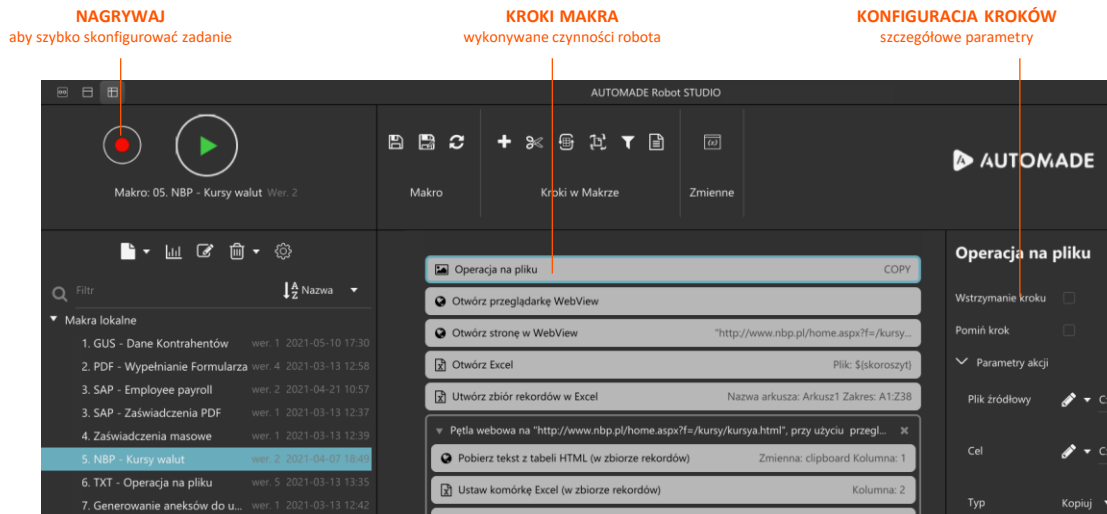 NAGRYWAJ
aby szybko skonfigurować zadanie
KROKI MAKRA
wykonywane czynności robota
KONFIGURACJA KROKÓW
szczegółowe parametry
AUTOMADE Robot STUDIO
Makro: 05. NBP - Kursy walut Wer. 2
Makro
Kroki w Makrze
Zmienne
AUTOMADE
Filtr
Nazwa
Makra lokalne
1. GUS - Dane Kontrahentów wer. 1 2021-05-10 17:30
2. PDF - Wypełnianie Formularza wer. 4 2021-03-13 12:58
3. SAP - Employee payroll wer. 2 2021-04-21 10:57
3. SAP - Zaświadczenia PDF wer. 1 2021-03-13 12:37
4. Zaświadczenia masowe wer. 1 2021-03-13 12:39
5. NBP - Kursy walut wer. 2 2021-04-07 18:49
6. TXT - Operacja na pliku wer. 5 2021-03-13 13:35
7. Generowanie aneksów do u... wer. 1 2021-03-13 12:42
Operacja na pliku COPY
Otwórz przeglądarkę WebView
Otwórz stronę w WebView "http://www.nbp.pl/home.aspx?f=/kursy...
Otwórz Excel Plik: $(skoroszyt)
Utwórz zbiór rekordów w Excel Nazwa arkusza: Arkusz1 Zakres: A1:Z38
Pętla webowa na "http://www.nbp.pl/home.aspx?f=/kursy/kursya.html", przy użyciu przegl...
Pobierz tekst z tabeli HTML (w zbiorze rekordów) Zmienna: clipboard Kolumna: 1
Ustaw komórkę Excel (w zbiorze rekordów) Kolumna: 2
Operacja na pliku
Wstrzymanie kroku
Pomiń krok
Parametry akcji
Plik źródłowy
Cel
Typ Kopiuj